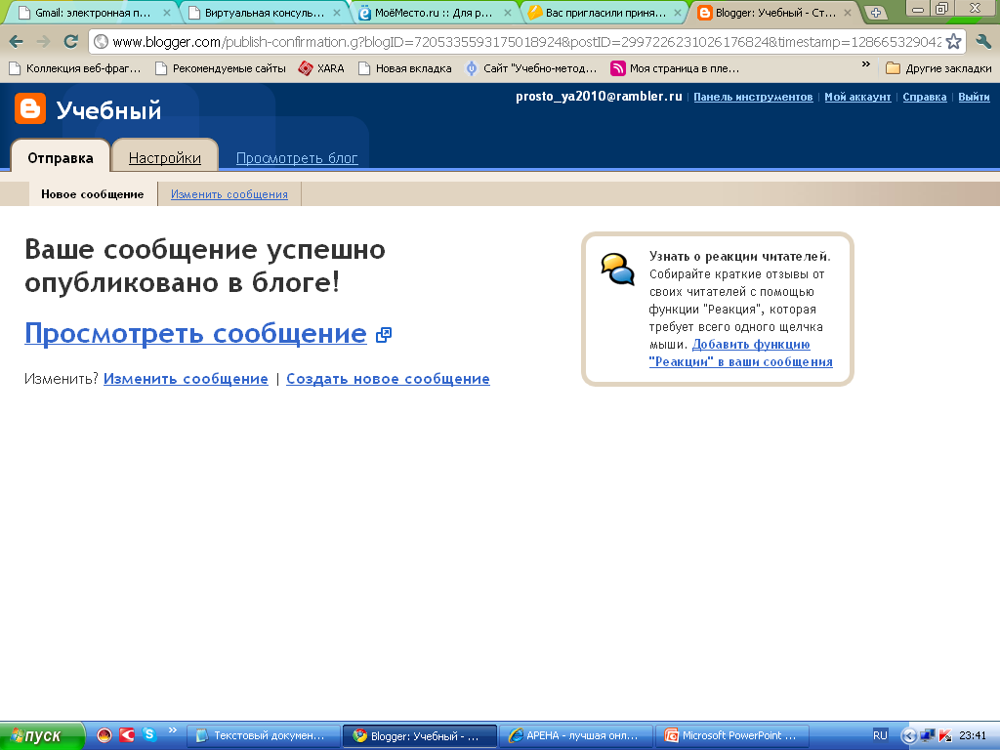 Gmail: электронная п...
Виртуальная консуль...
МоёМесто.ru :: Для р...
Вас пригласили приня...
Blogger: Учебный - Ст...
www.blogger.com/publish-confirmation.g?blogID=7205335593175018924&postID=2997226231026176824&timestamp=128665329042
Коллекция веб-фраг...
Рекомендуемые сайты
XARA
Новая вкладка
Сайт "Учебно-метод...
Моя страница в пле...
»
Другие закладки
prosto_ya2010@rambler.ru | Панель инструментов | Мой аккаунт | Справка | Выйти
Учебный
Отправка
Настройки
Просмотреть блог
Новое сообщение
Изменить сообщения
Ваше сообщение успешно
опубликовано в блоге!
Просмотреть сообщение
Изменить? Изменить сообщение | Создать новое сообщение
Узнать о реакции читателей.
Собирайте краткие отзывы от
своих читателей с помощью
функции "Реакция", которая
требует всего одного щелчка
мыши. Добавить функцию
"Реакции" в ваши сообщения
пуск
»
Текстовый докумен...
Blogger: Учебный - ...
АРЕНА - лучшая онл...
Microsoft PowerPoint ...
RU
23:41